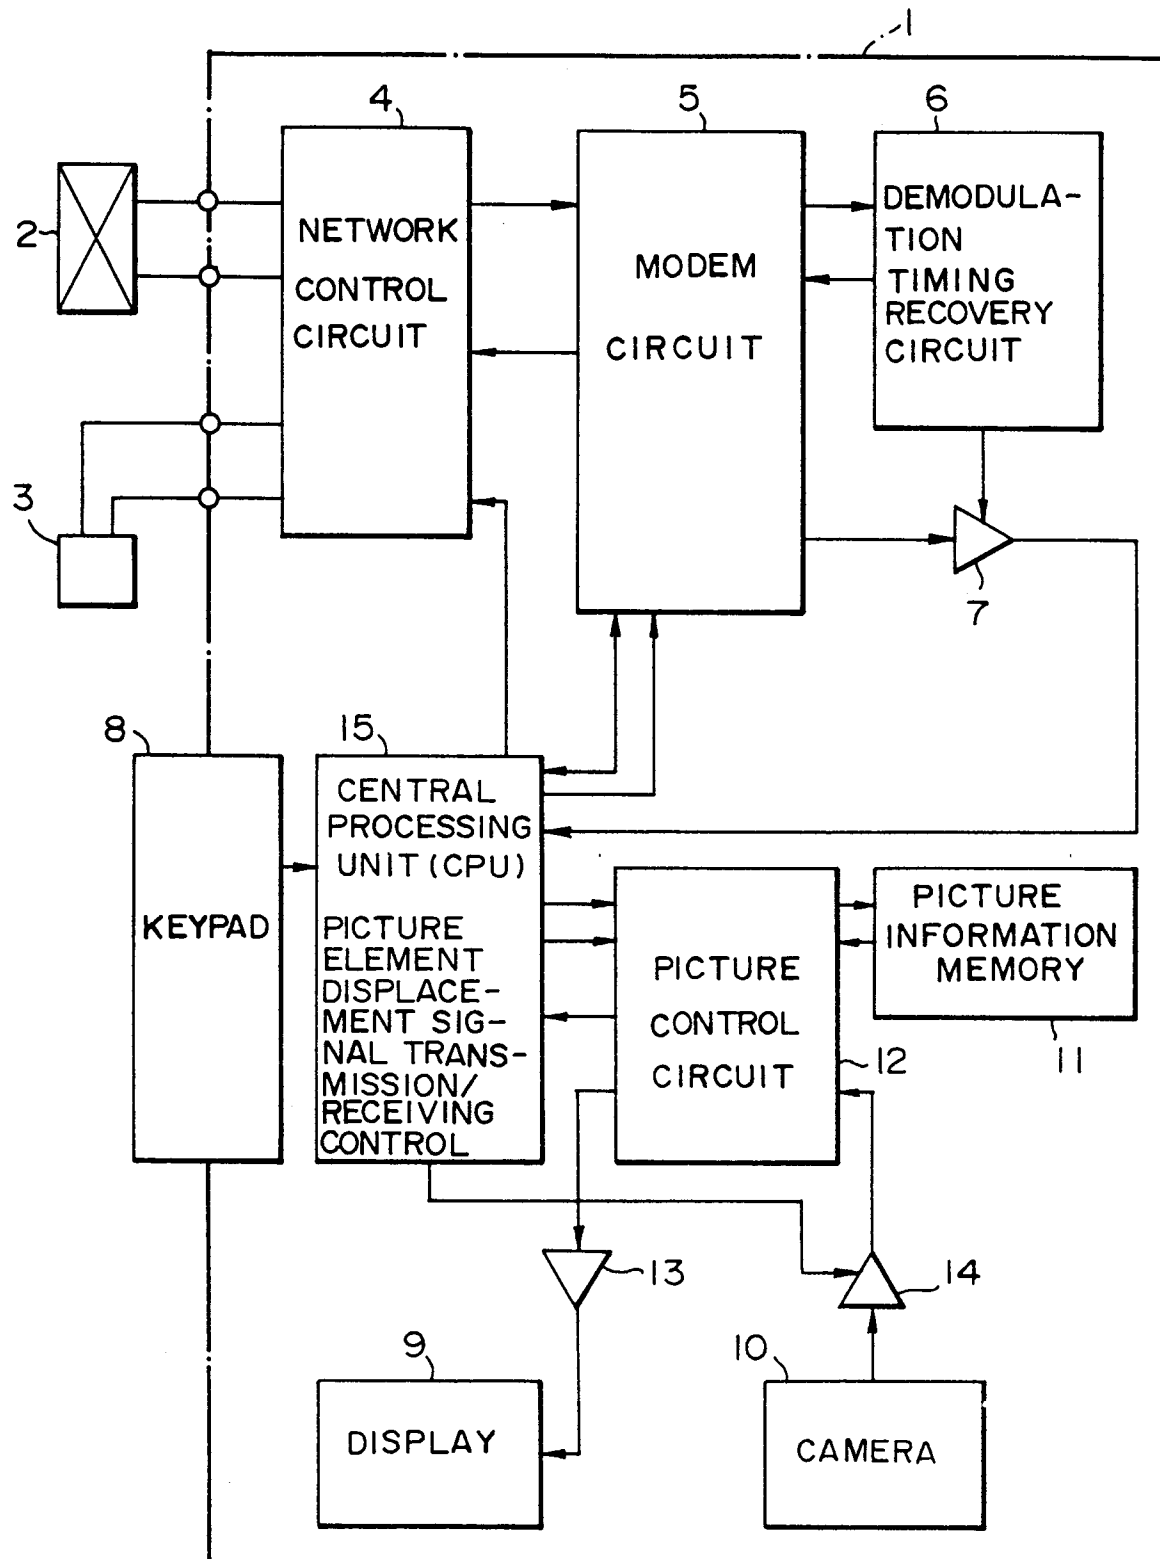 1
4
5
6
2
NETWORK
CONTROL
CIRCUIT
MODEM
CIRCUIT
DEMODULA-
TION
TIMING
RECOVERY
CIRCUIT
3
7
8
15
KEYPAD
CENTRAL
PROCESSING
UNIT (CPU)
PICTURE
ELEMENT
DISPLACE-
MENT SIG-
NAL TRANS-
MISSION/
RECEIVING
CONTROL
PICTURE
CONTROL
CIRCUIT
12
PICTURE
INFORMATION
MEMORY
11
13
14
9
DISPLAY
10
CAMERA